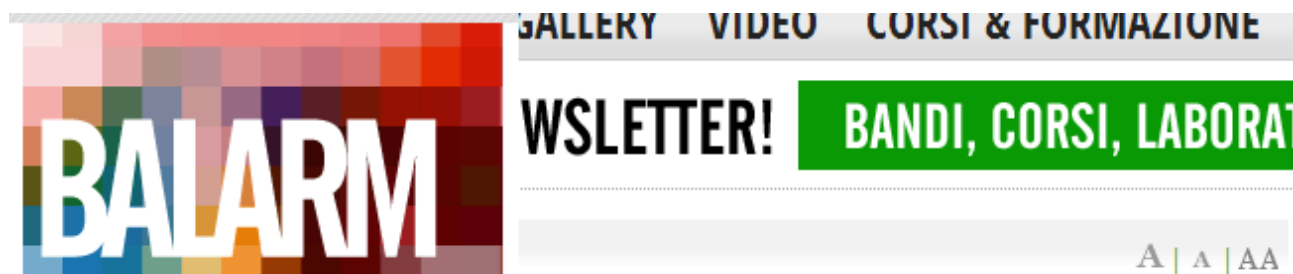 GALLERY VIDEO CORSI & FORMAZIONE
WSLETTER! BANDI, CORSI, LABORAT
BALARM
A | A | AA